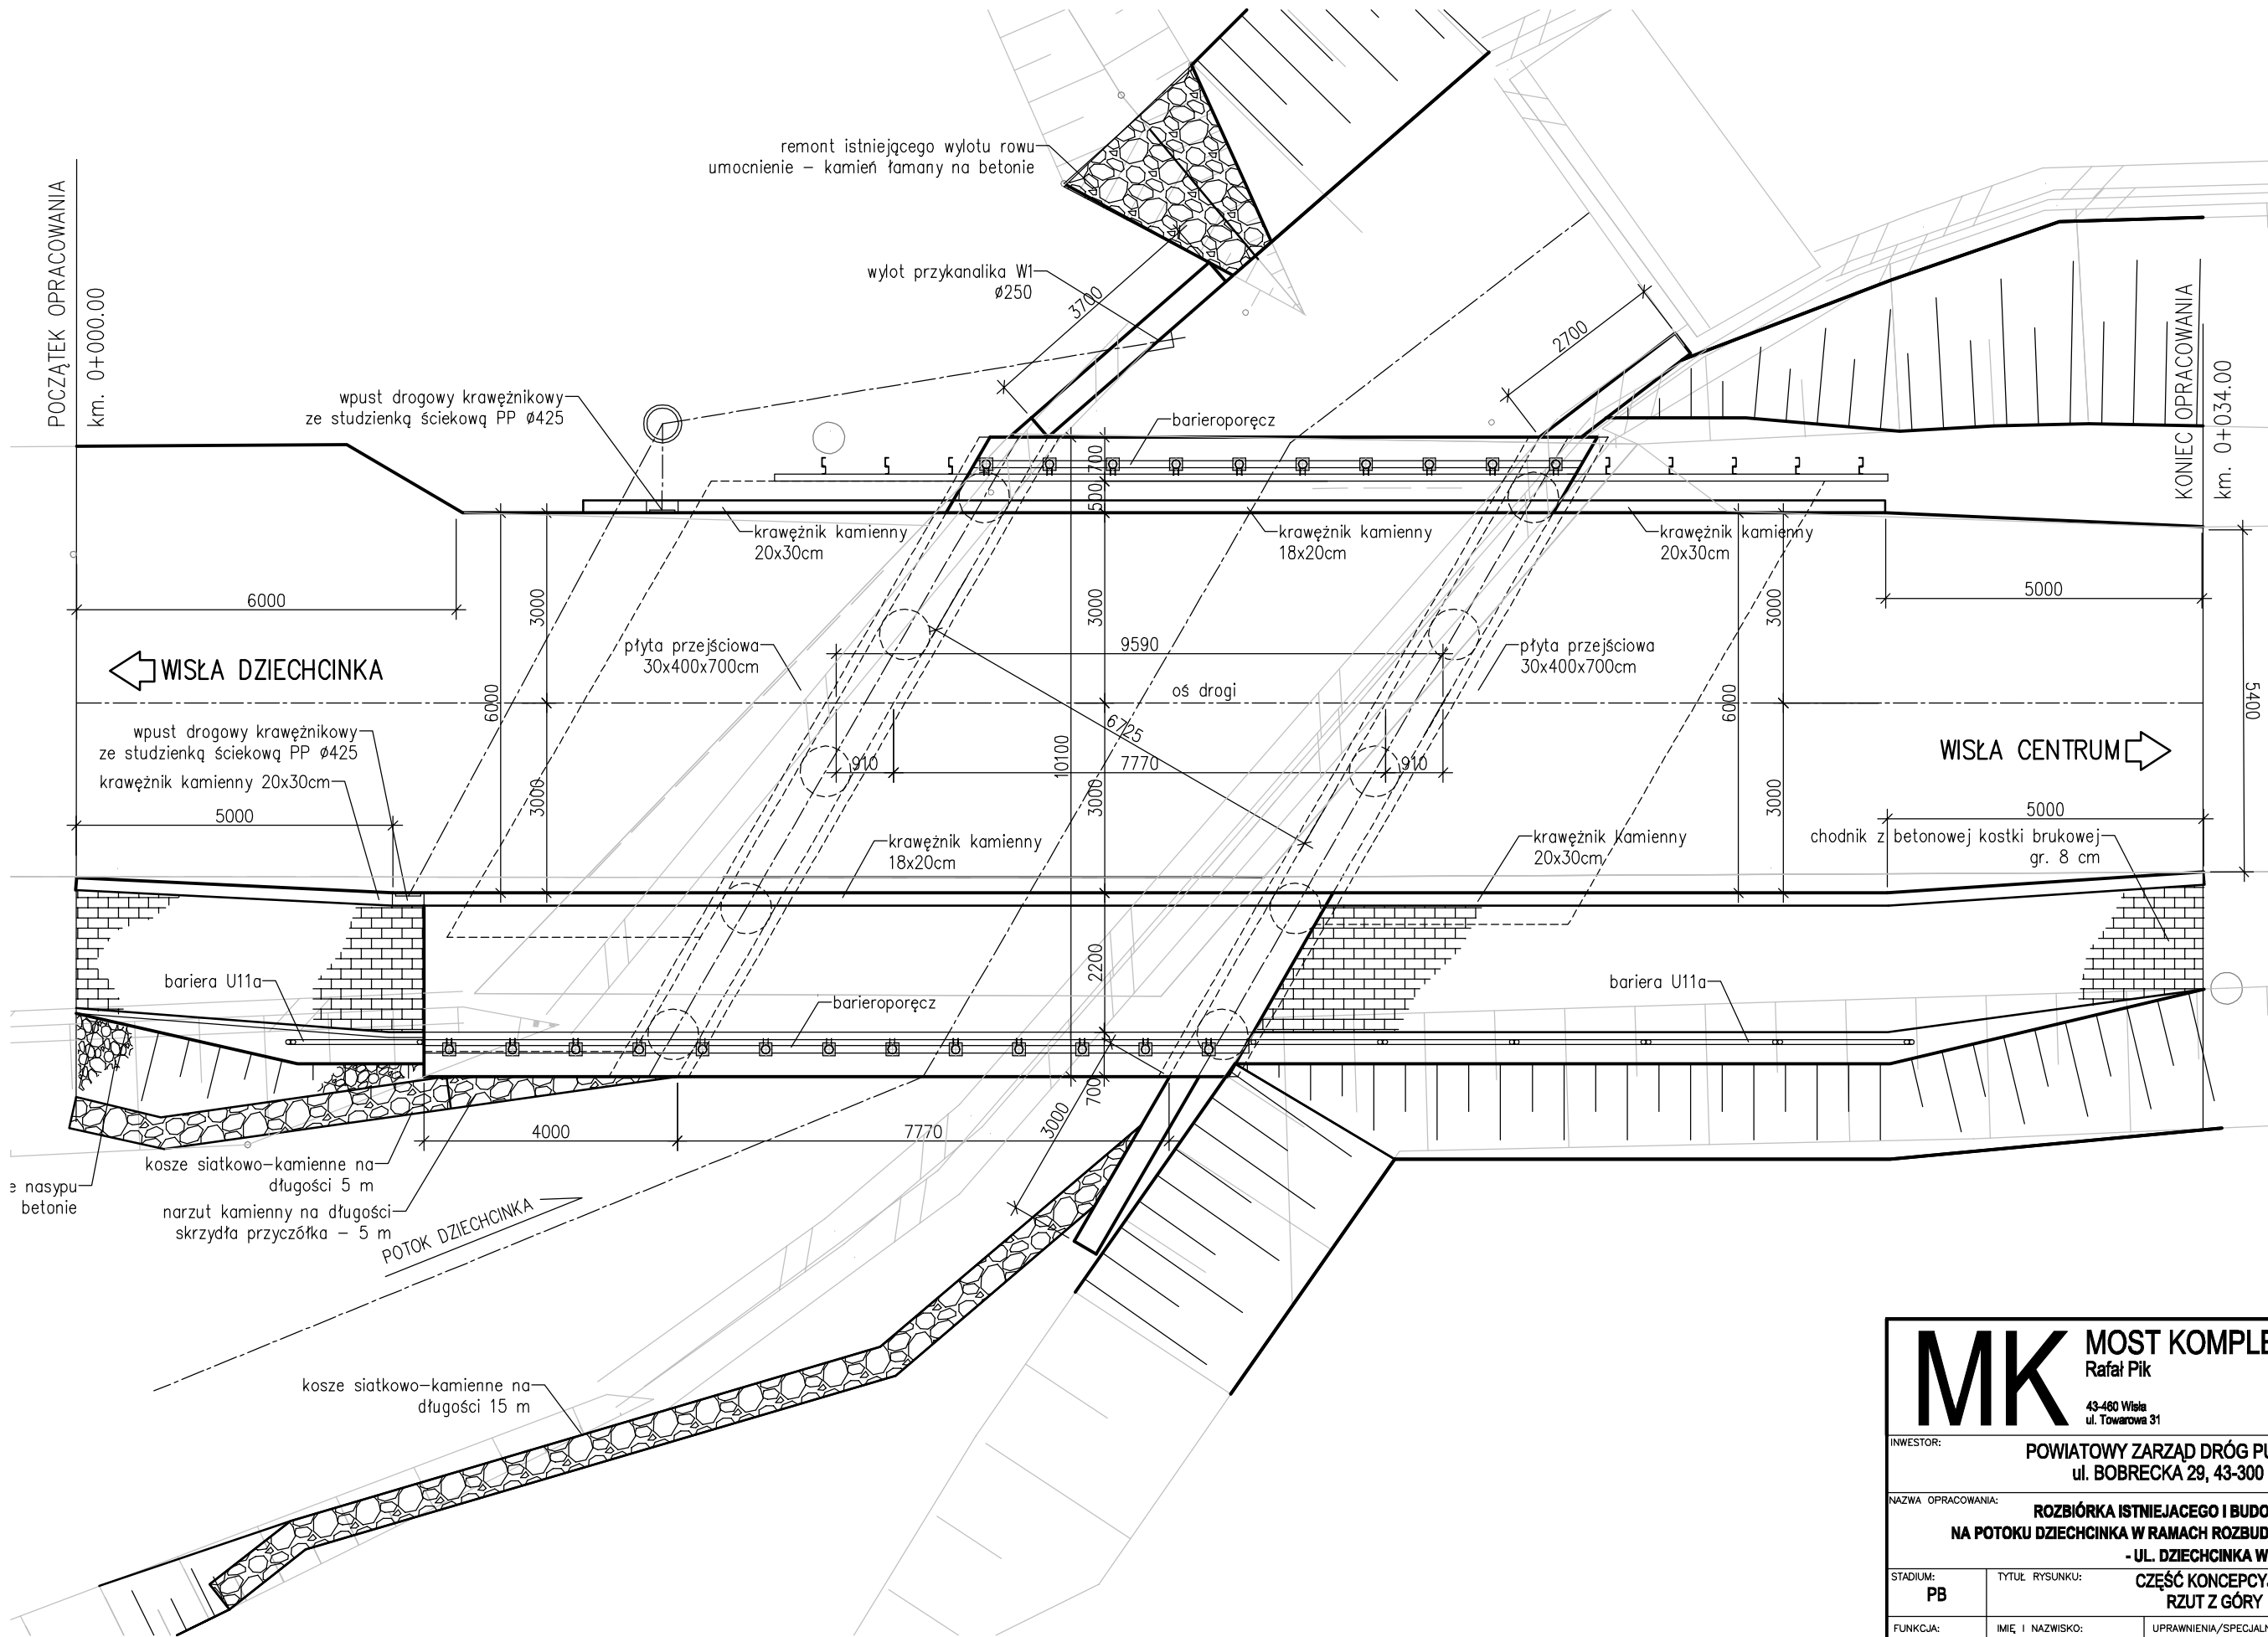 remont istniejącego wylotu rowu
umocnienie – kamień łamany na betonie
wylot przykanalika W1
ø250
3700
2700
POCZĄTEK OPRACOWANIA
km. 0+000.00
KONIEC OPRACOWANIA
km. 0+034.00
wpust drogowy krawężnikowy
ze studzienką ściekową PP ø425
barieroporęcz
700
500
krawężnik kamienny
20x30cm
krawężnik kamienny
18x20cm
krawężnik kamienny
20x30cm
6000
3000
3000
3000
5000
płyta przejściowa
30x400x700cm
9590
płyta przejściowa
30x400x700cm
WISŁA DZIECHCINKA
oś drogi
6000
6000
5400
6725
wpust drogowy krawężnikowy
ze studzienką ściekową PP ø425
krawężnik kamienny 20x30cm
10100
910
7770
910
WISŁA CENTRUM
5000
3000
3000
3000
5000
krawężnik kamienny
18x20cm
krawężnik kamienny
20x30cm
chodnik z betonowej kostki brukowej
gr. 8 cm
2200
bariera U11a
barieroporęcz
bariera U11a
700
3000
4000
7770
kosze siatkowo–kamienne na
długości 5 m
e nasypu
betonie
narzut kamienny na długości
skrzydła przyczółka – 5 m
POTOK DZIECHCINKA
kosze siatkowo–kamienne na
długości 15 m
MK
MOST KOMPLE
Rafał Pik
43-460 Wisła
ul. Towarowa 31
INWESTOR:
POWIATOWY ZARZĄD DRÓG PU
ul. BOBRECKA 29, 43-300
NAZWA OPRACOWANIA:
ROZBIÓRKA ISTNIEJACEGO I BUDO
NA POTOKU DZIECHCINKA W RAMACH ROZBUD
- UL. DZIECHCINKA W
STADIUM:
PB
TYTUŁ RYSUNKU:
CZĘŚĆ KONCEPCY
RZUT Z GÓRY
FUNKCJA:
IMIĘ I NAZWISKO:
UPRAWNIENIA/SPECJAL